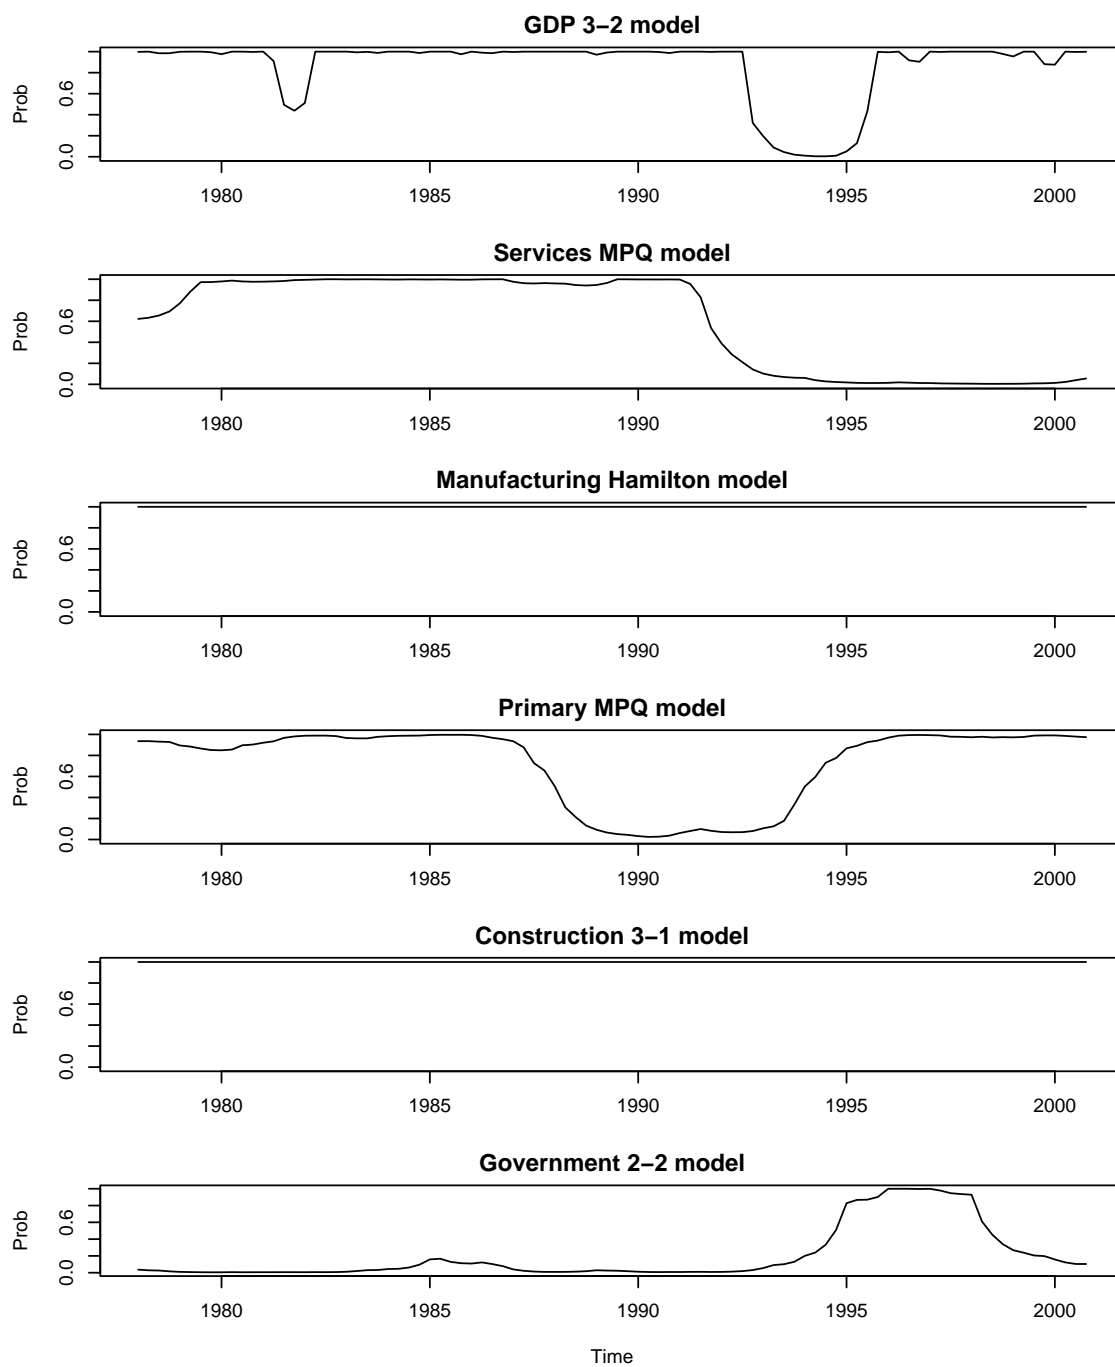 GDP 3−2 model
Prob
0.6
0.0
1980 1985 1990 1995 2000
Services MPQ model
Prob
0.6
0.0
1980 1985 1990 1995 2000
Manufacturing Hamilton model
Prob
0.6
0.0
1980 1985 1990 1995 2000
Primary MPQ model
Prob
0.6
0.0
1980 1985 1990 1995 2000
Construction 3−1 model
Prob
0.6
0.0
1980 1985 1990 1995 2000
Government 2−2 model
Prob
0.6
0.0
1980 1985 1990 1995 2000
Time